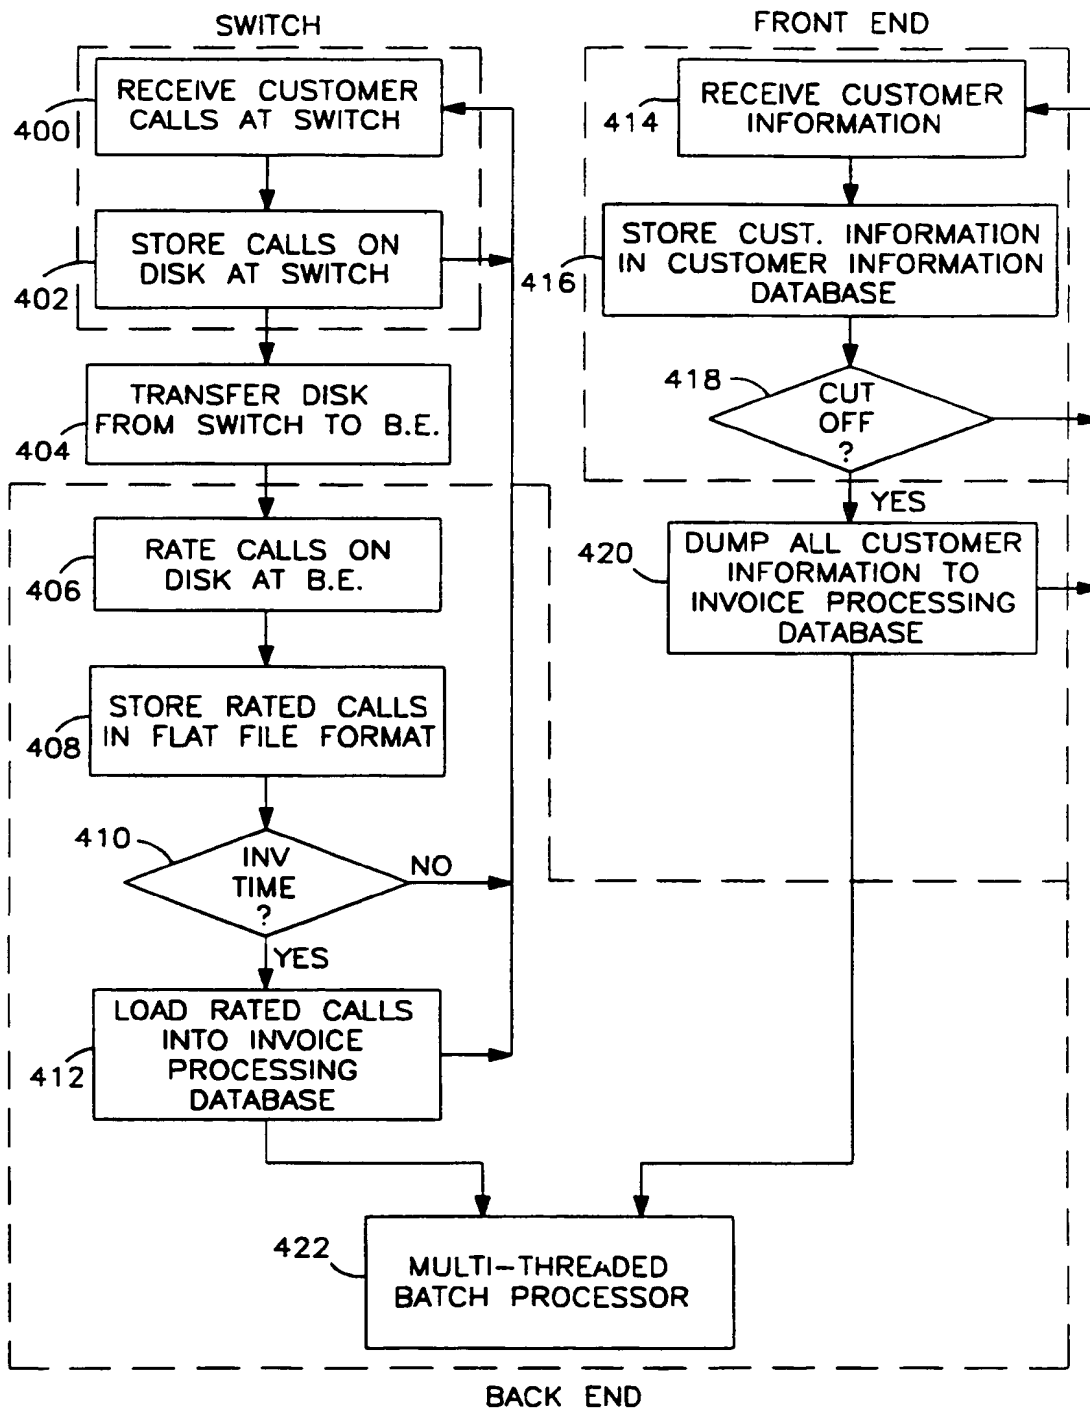 SWITCH
RECEIVE CUSTOMER
CALLS AT SWITCH
400
STORE CALLS ON
DISK AT SWITCH
402
TRANSFER DISK
FROM SWITCH TO B.E.
404
RATE CALLS ON
DISK AT B.E.
406
STORE RATED CALLS
IN FLAT FILE FORMAT
408
410
INV
TIME
?
NO
YES
LOAD RATED CALLS
INTO INVOICE
PROCESSING
DATABASE
412
FRONT END
RECEIVE CUSTOMER
INFORMATION
414
STORE CUST. INFORMATION
IN CUSTOMER INFORMATION
DATABASE
416
418
CUT
OFF
?
YES
420
DUMP ALL CUSTOMER
INFORMATION TO
INVOICE PROCESSING
DATABASE
422
MULTI-THREADED
BATCH PROCESSOR
BACK END